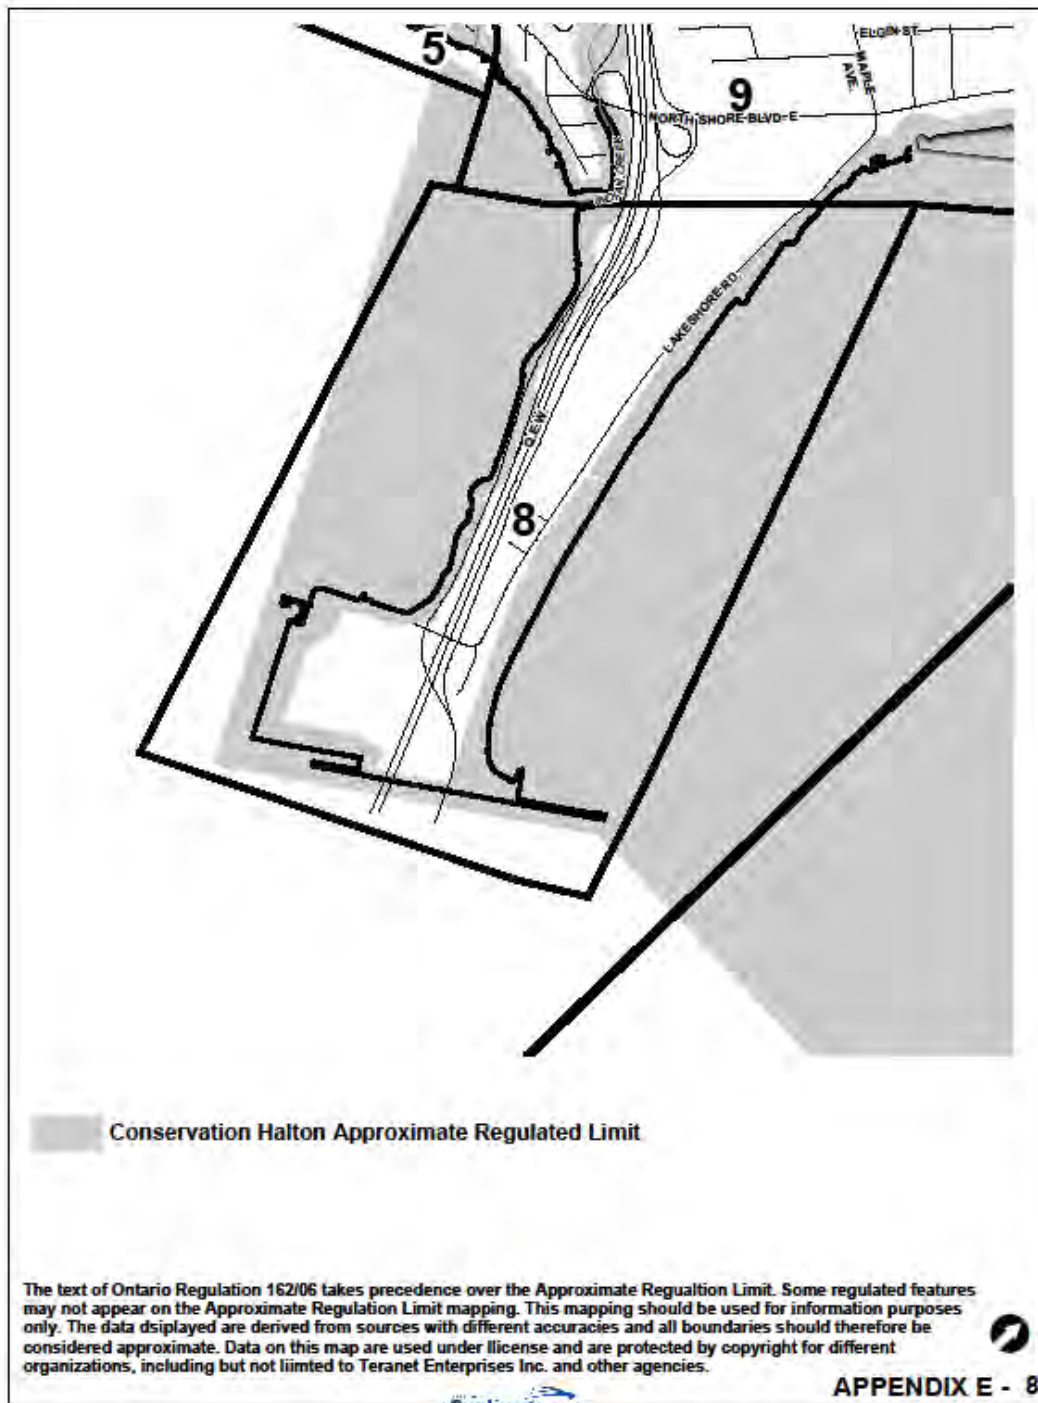 5
ELGIN ST.
MAPLE
AVE.
9
NORTH SHORE BLVD E
INDIAN CREEK
LAKESHORE RD
Q.E.W
8
Conservation Halton Approximate Regulated Limit
The text of Ontario Regulation 162/06 takes precedence over the Approximate Regualtion Limit. Some regulated features
may not appear on the Approximate Regulation Limit mapping. This mapping should be used for information purposes
only. The data dsiplayed are derived from sources with different accuracies and all boundaries should therefore be
considered approximate. Data on this map are used under llicense and are protected by copyright for different
organizations, including but not liimted to Teranet Enterprises Inc. and other agencies.
APPENDIX E - 8